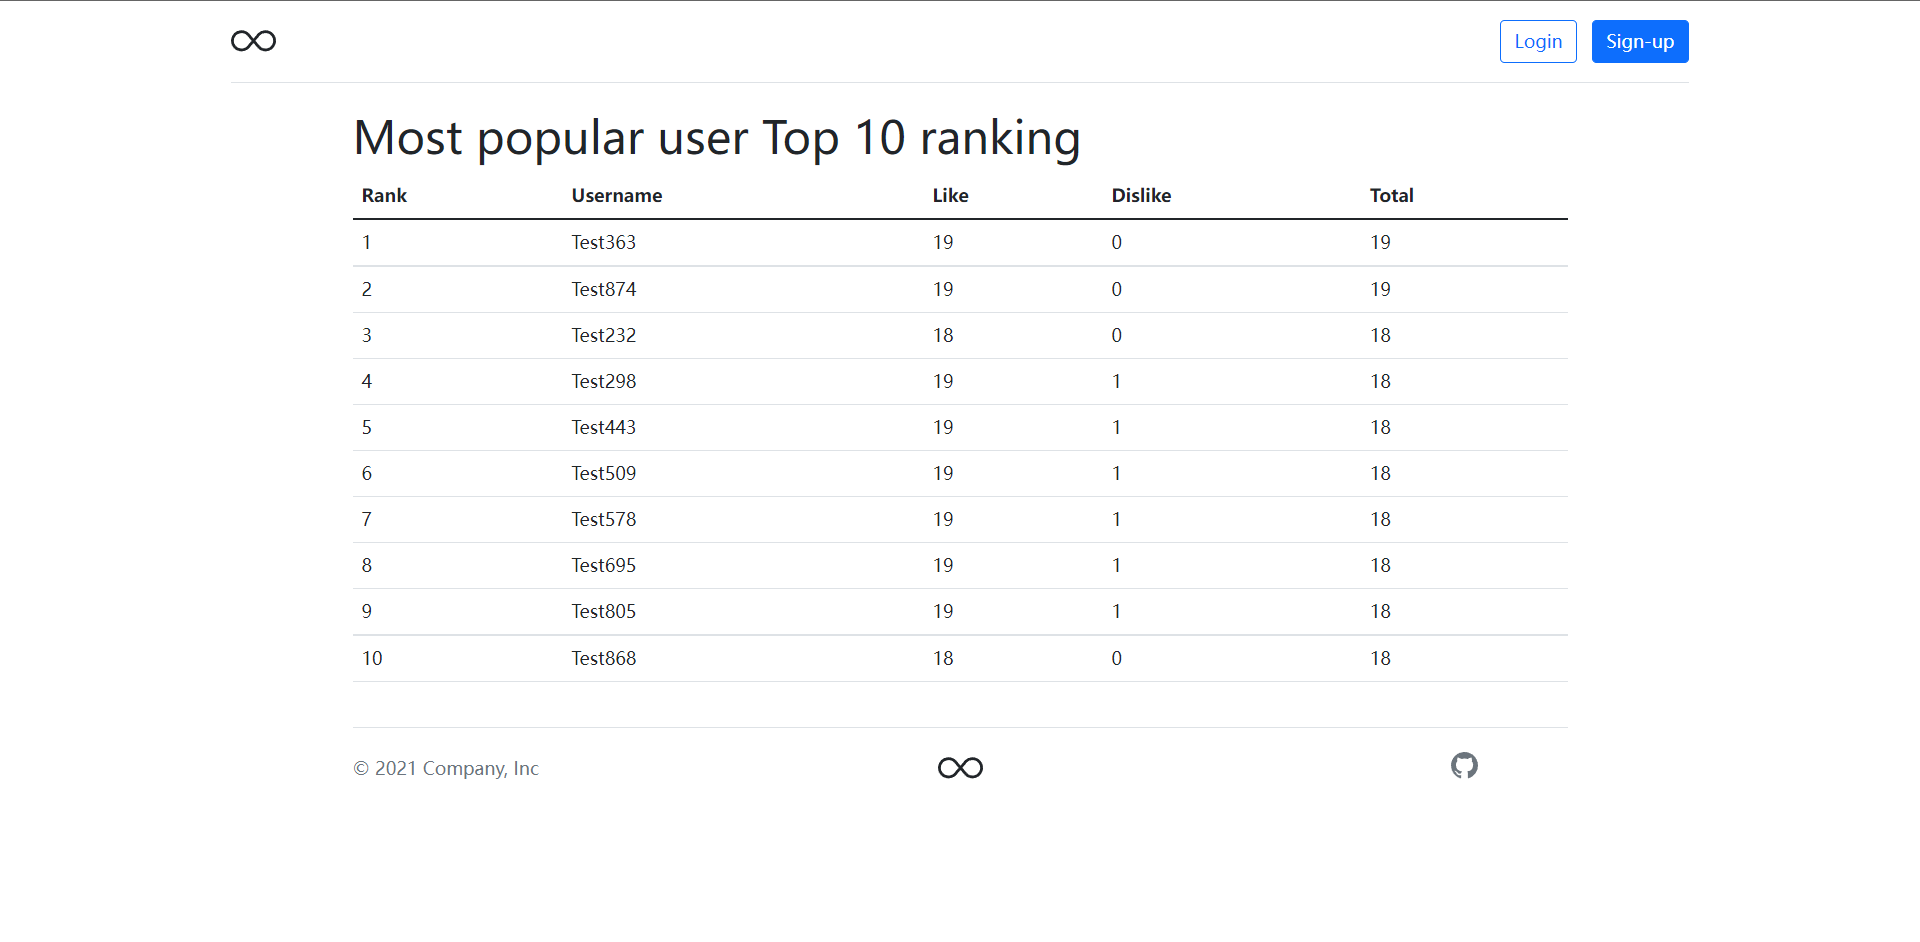 Login Sign-up
Most popular user Top 10 ranking
Rank Username Like Dislike Total
1 Test363 19 0 19
2 Test874 19 0 19
3 Test232 18 0 18
4 Test298 19 1 18
5 Test443 19 1 18
6 Test509 19 1 18
7 Test578 19 1 18
8 Test695 19 1 18
9 Test805 19 1 18
10 Test868 18 0 18
© 2021 Company, Inc